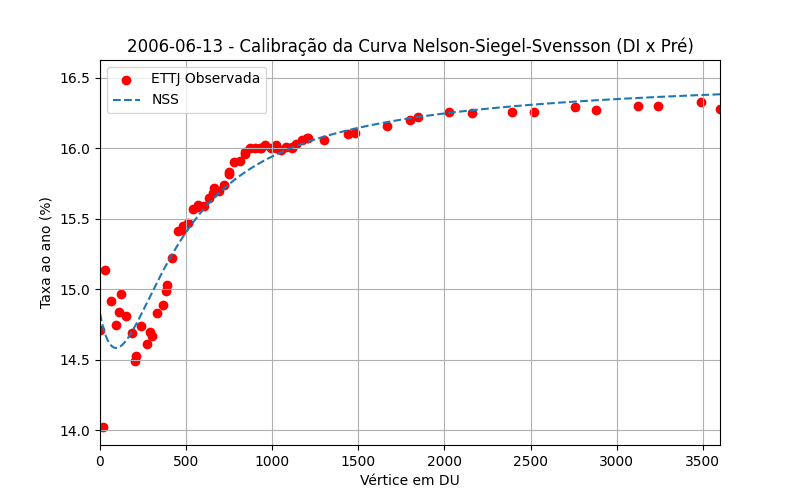 2006-06-13 - Calibração da Curva Nelson-Siegel-Svensson (DI x Pré)
ETTJ Observada
NSS
Taxa ao ano (%)
16.5
16.0
15.5
15.0
14.5
14.0
0 500 1000 1500 2000 2500 3000 3500
Vértice em DU